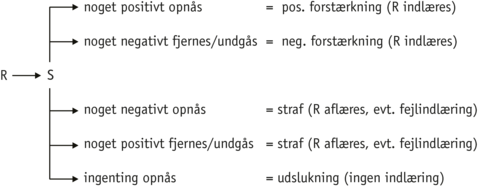 noget positivt opnås = pos. forstærkning (R indlæres)
noget negativt fjernes/undgås = neg. forstærkning (R indlæres)
R S
noget negativt opnås = straf (R aflæres, evt. fejlindlæring)
noget positivt fjernes/undgås = straf (R aflæres, evt. fejlindlæring)
ingenting opnås = udslukning (ingen indlæring)